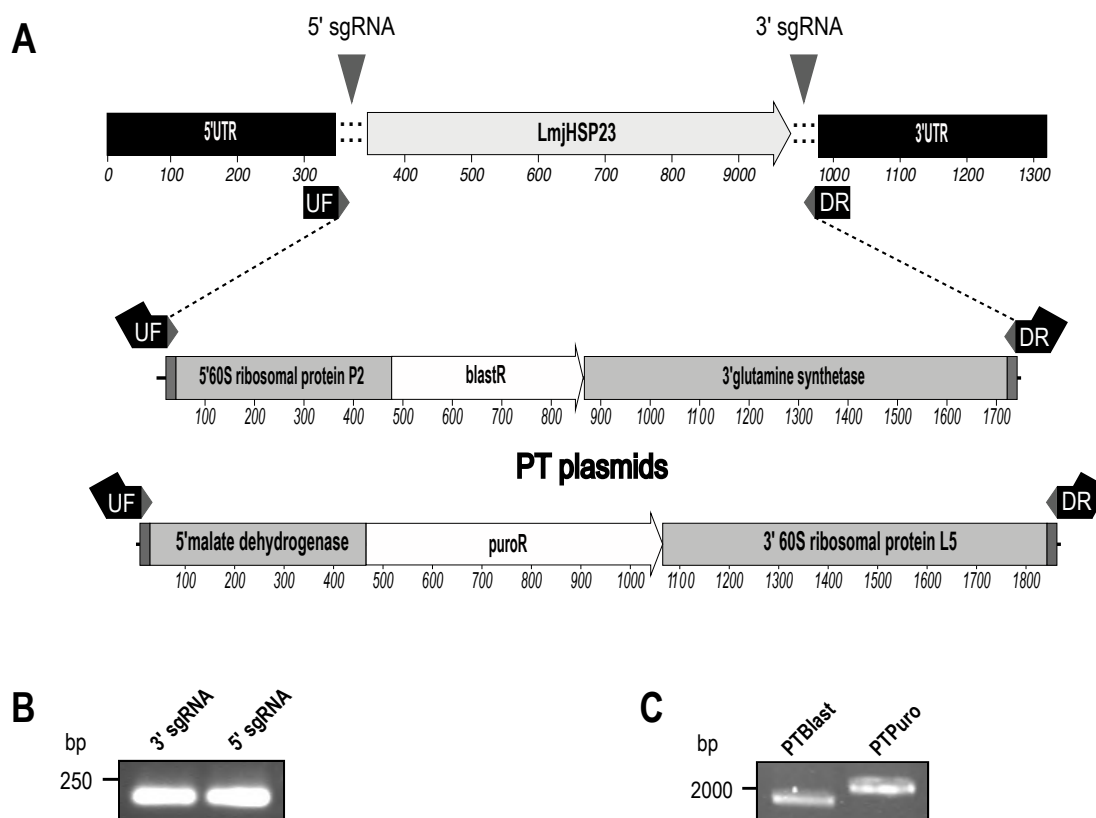 A
5' sgRNA 3' sgRNA
5'UTR LmjHSP23 3'UTR
0 100 200 300 400 500 600 700 800 9000 1000 1100 1200 1300
UF DR
UF DR
5'60S ribosomal protein P2 blastR 3'glutamine synthetase
100 200 300 400 500 600 700 800 900 1000 1100 1200 1300 1400 1500 1600 1700
PT plasmids
UF DR
5'malate dehydrogenase puroR 3' 60S ribosomal protein L5
100 200 300 400 500 600 700 800 900 1000 1100 1200 1300 1400 1500 1600 1700 1800
B
3' sgRNA 5' sgRNA
bp
250
C
PTBlast PTPuro
bp
2000